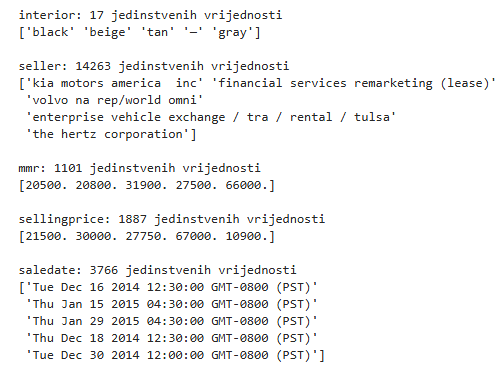 interior: 17 jedinstvenih vrijednosti
['black' 'beige' 'tan' '—' 'gray']
seller: 14263 jedinstvenih vrijednosti
['kia motors america  inc' 'financial services remarketing (lease)'
'volvo na rep/world omni'
'enterprise vehicle exchange / tra / rental / tulsa'
'the hertz corporation']
mmr: 1101 jedinstvenih vrijednosti
[20500. 20800. 31900. 27500. 66000.]
sellingprice: 1887 jedinstvenih vrijednosti
[21500. 30000. 27750. 67000. 10900.]
saledate: 3766 jedinstvenih vrijednosti
['Tue Dec 16 2014 12:30:00 GMT-0800 (PST)'
'Thu Jan 15 2015 04:30:00 GMT-0800 (PST)'
'Thu Jan 29 2015 04:30:00 GMT-0800 (PST)'
'Thu Dec 18 2014 12:30:00 GMT-0800 (PST)'
'Tue Dec 30 2014 12:00:00 GMT-0800 (PST)']